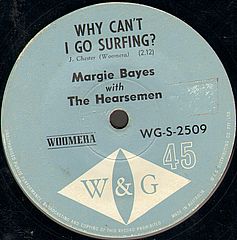 WHY CAN'T
I GO SURFING?
J. Chester (Woomera) (2.12)
Margie Bayes
with
The Hearsemen
WOOMERA
WG-S-2509
45
W & G